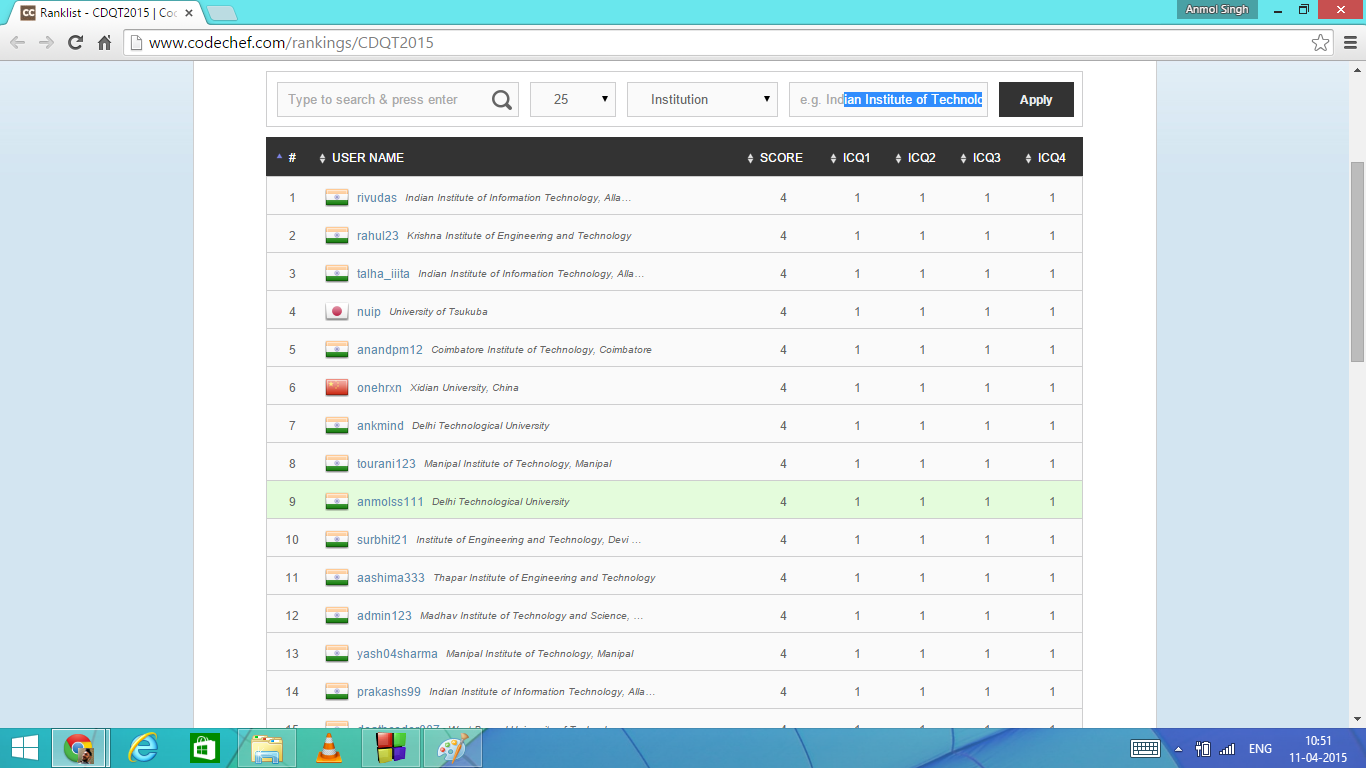 Ranklist - CDQT2015 | Co
Anmol Singh
www.codechef.com/rankings/CDQT2015
Type to search & press enter 25 Institution e.g. Indian Institute of Technolo Apply
# USER NAME SCORE ICQ1 ICQ2 ICQ3 ICQ4
1 rivudas Indian Institute of Information Technology, Alla... 4 1 1 1 1
2 rahul23 Krishna Institute of Engineering and Technology 4 1 1 1 1
3 talha_iiita Indian Institute of Information Technology, Alla... 4 1 1 1 1
4 nuip University of Tsukuba 4 1 1 1 1
5 anandpm12 Coimbatore Institute of Technology, Coimbatore 4 1 1 1 1
6 onehrxn Xidian University, China 4 1 1 1 1
7 ankmind Delhi Technological University 4 1 1 1 1
8 tourani123 Manipal Institute of Technology, Manipal 4 1 1 1 1
9 anmolss111 Delhi Technological University 4 1 1 1 1
10 surbhit21 Institute of Engineering and Technology, Devi ... 4 1 1 1 1
11 aashima333 Thapar Institute of Engineering and Technology 4 1 1 1 1
12 admin123 Madhav Institute of Technology and Science, ... 4 1 1 1 1
13 yash04sharma Manipal Institute of Technology, Manipal 4 1 1 1 1
14 prakashs99 Indian Institute of Information Technology, Alla... 4 1 1 1 1
ENG 10:51
11-04-2015